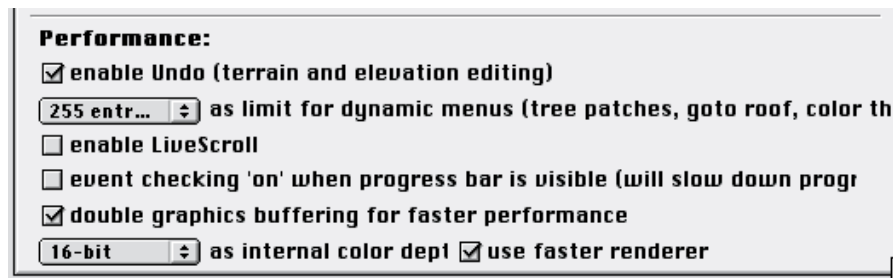 Performance:
enable Undo (terrain and elevation editing)
255 entr... as limit for dynamic menus (tree patches, goto roof, color th
enable LiveScroll
event checking 'on' when progress bar is visible (will slow down progr
double graphics buffering for faster performance
16-bit as internal color dept use faster renderer